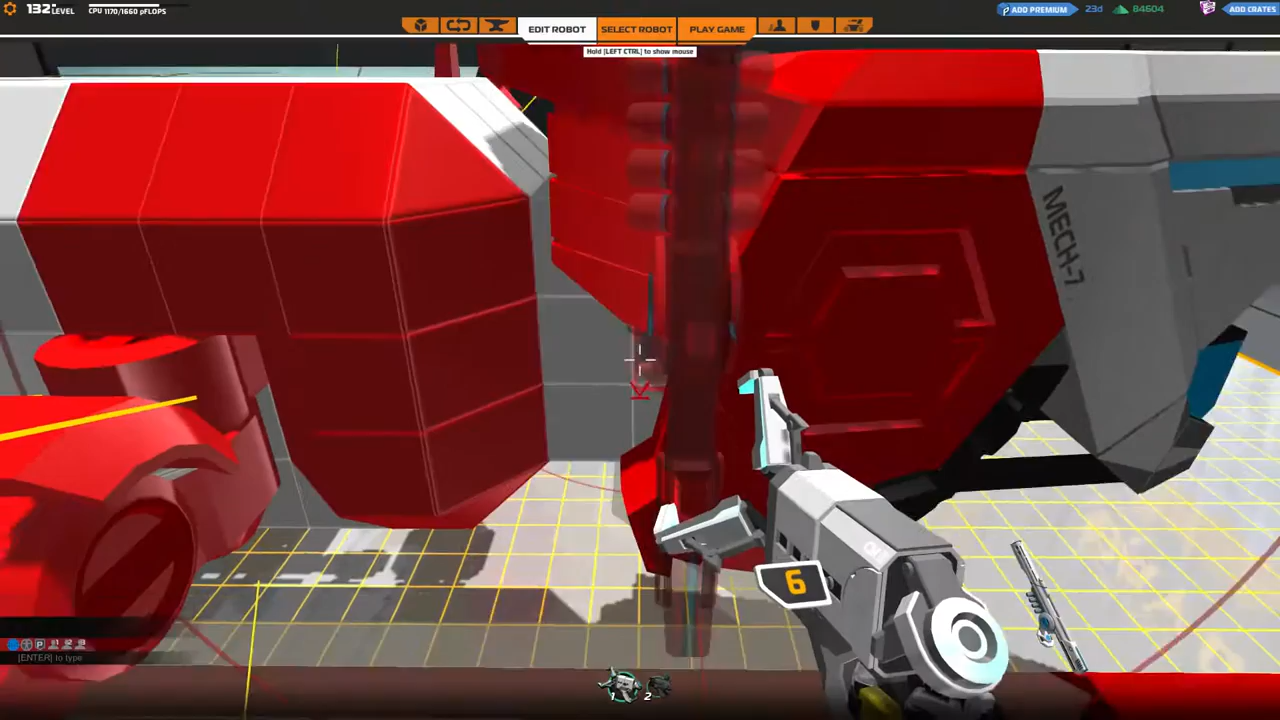 132 LEVEL
CPU 1170/1660 pFLOPS
ADD PREMIUM
23d
84504
ADD CRATES
EDIT ROBOT
SELECT ROBOT
PLAY GAME
Hold [LEFT CTRL] to show mouse
MECH-7
6
P
[ENTER] to type
1
2